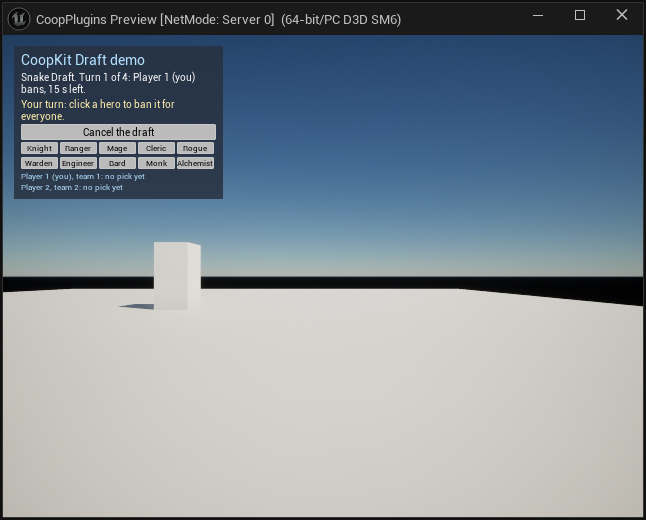 CoopPlugins Preview [NetMode: Server 0]  (64-bit/PC D3D SM6)
CoopKit Draft demo
Snake Draft. Turn 1 of 4: Player 1 (you)
bans, 15 s left.
Your turn: click a hero to ban it for
everyone.
Cancel the draft
Knight Ranger Mage Cleric Rogue
Warden Engineer Bard Monk Alchemist
Player 1 (you), team 1: no pick yet
Player 2, team 2: no pick yet